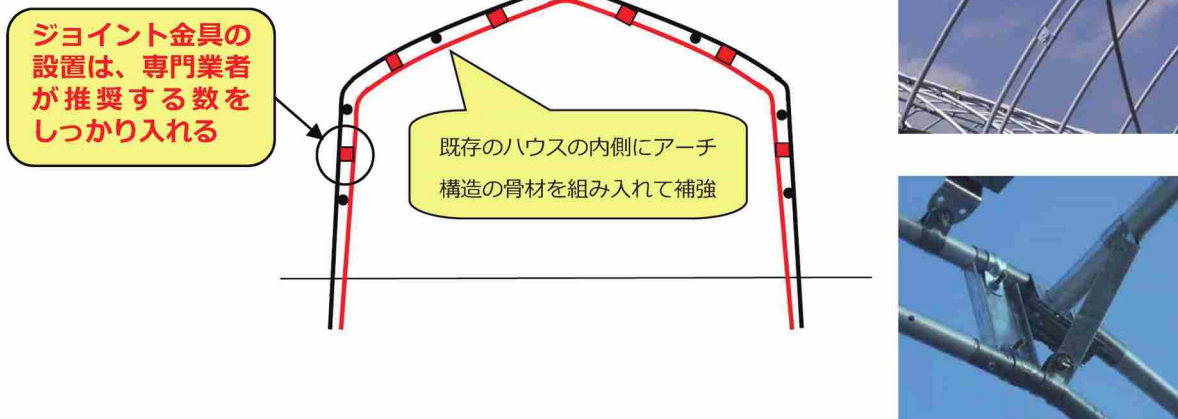 ジョイント金具の
設置は、専門業者
が推奨する数を
しっかり入れる
既存のハウスの内側にアーチ
構造の骨材を組み入れて補強